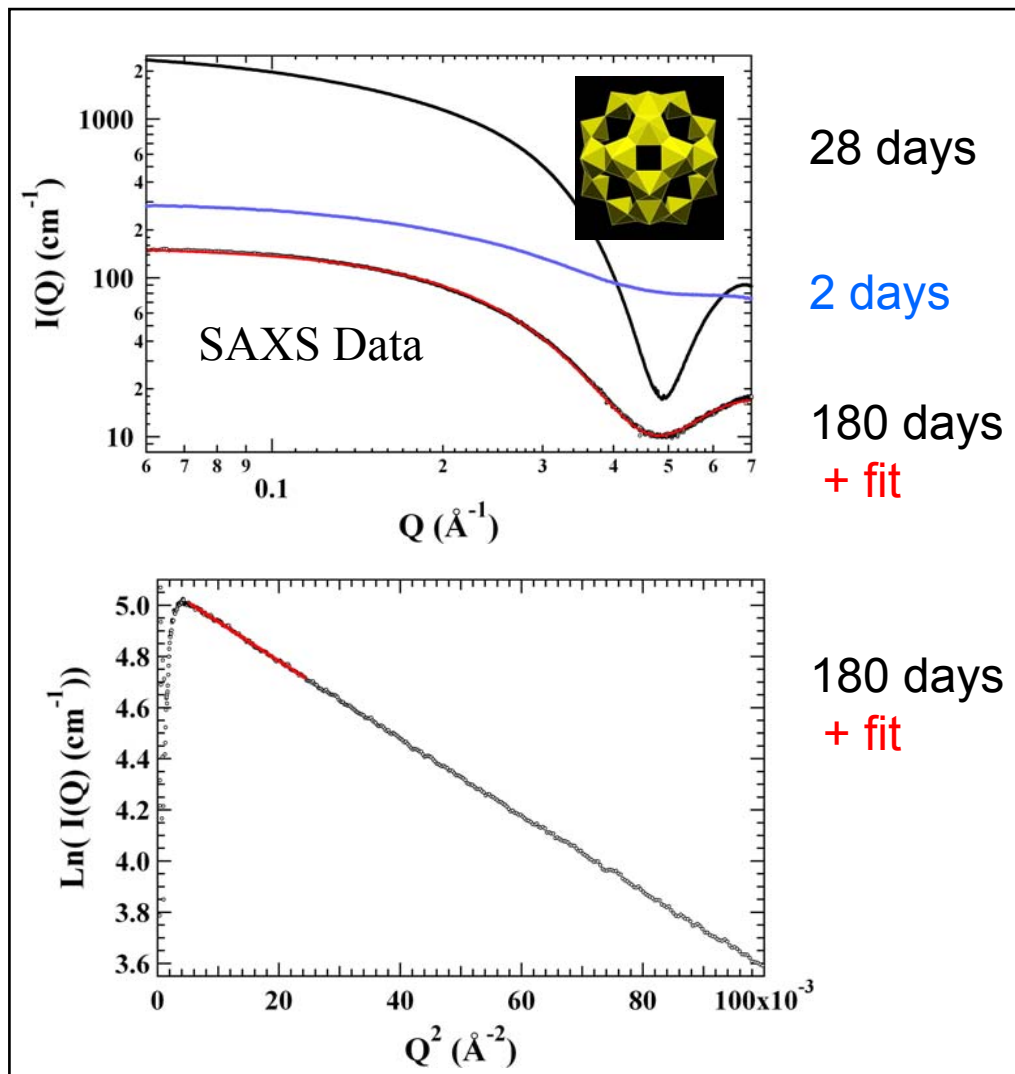 2
1000
6
4
2
100
6
4
2
10
I(Q) (cm⁻¹)
SAXS Data
6 7 8 9 2 3 4 5 6 7
0.1
Q (Å⁻¹)
28 days
2 days
180 days
+ fit
5.0
4.8
4.6
4.4
4.2
4.0
3.8
3.6
Ln( I(Q) (cm⁻¹))
0 20 40 60 80 100x10⁻³
Q² (Å⁻²)
180 days
+ fit